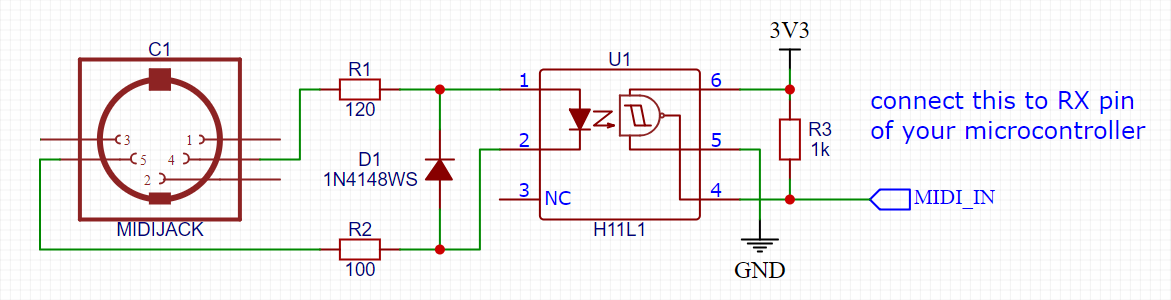 C1
3
1
5
4
2
MIDIJACK
R1
120
D1
1N4148WS
R2
100
U1
1
2
3
NC
6
5
4
H11L1
3V3
R3
1k
GND
MIDI_IN
connect this to RX pin
of your microcontroller